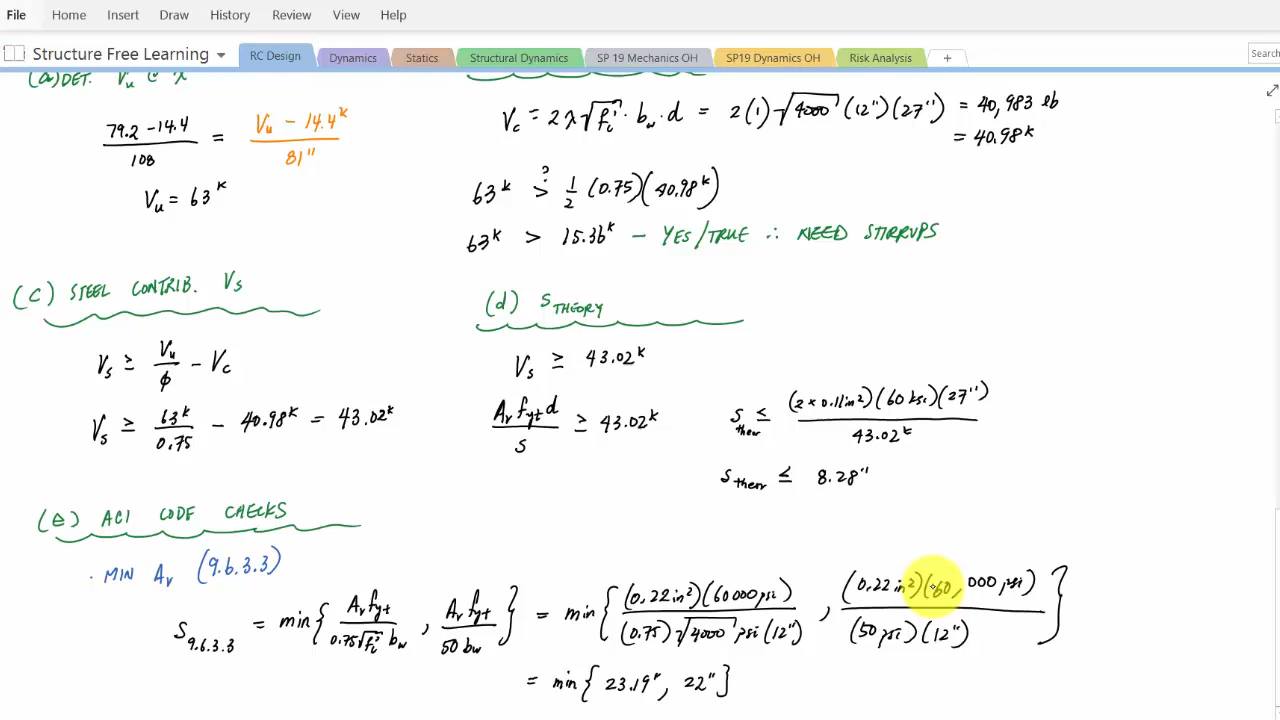 File Home Insert Draw History Review View Help
Structure Free Learning RC Design Dynamics Statics Structural Dynamics SP 19 Mechanics OH SP19 Dynamics OH Risk Analysis + Search
(a) DET. Vu @
79.2 - 14.4 / 108 = Vu - 14.4k / 81"
Vu = 63k
Vc = 2λ√f'c · bw · d = 2(1)√4000 (12")(27") = 40,983 lb
= 40.98k
63k >? 1/2 (0.75)(40.98k)
63k > 15.36k - YES/TRUE ∴ NEED STIRRUPS
(c) STEEL CONTRIB. Vs
Vs ≥ Vu/φ - Vc
Vs ≥ 63k/0.75 - 40.98k = 43.02k
(d) STHEORY
Vs ≥ 43.02k
Av fyt d / s ≥ 43.02k
stheor ≤ (2 x 0.11in²)(60 ksi)(27") / 43.02k
stheor ≤ 8.28"
(e) ACI CODE CHECKS
· MIN Av (9.6.3.3)
S9.6.3.3 = min{ Av fyt / 0.75√f'c bw , Av fyt / 50 bw } = min{ (0.22in²)(60000psi) / (0.75)√4000 psi (12") , (0.22in²)(60,000 psi) / (50 psi)(12") }
= min{ 23.19", 22" }